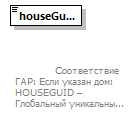 houseGu...
Соответствие
ГАР: Если указан дом:
HOUSEGUID –
Глобальный уникальны...